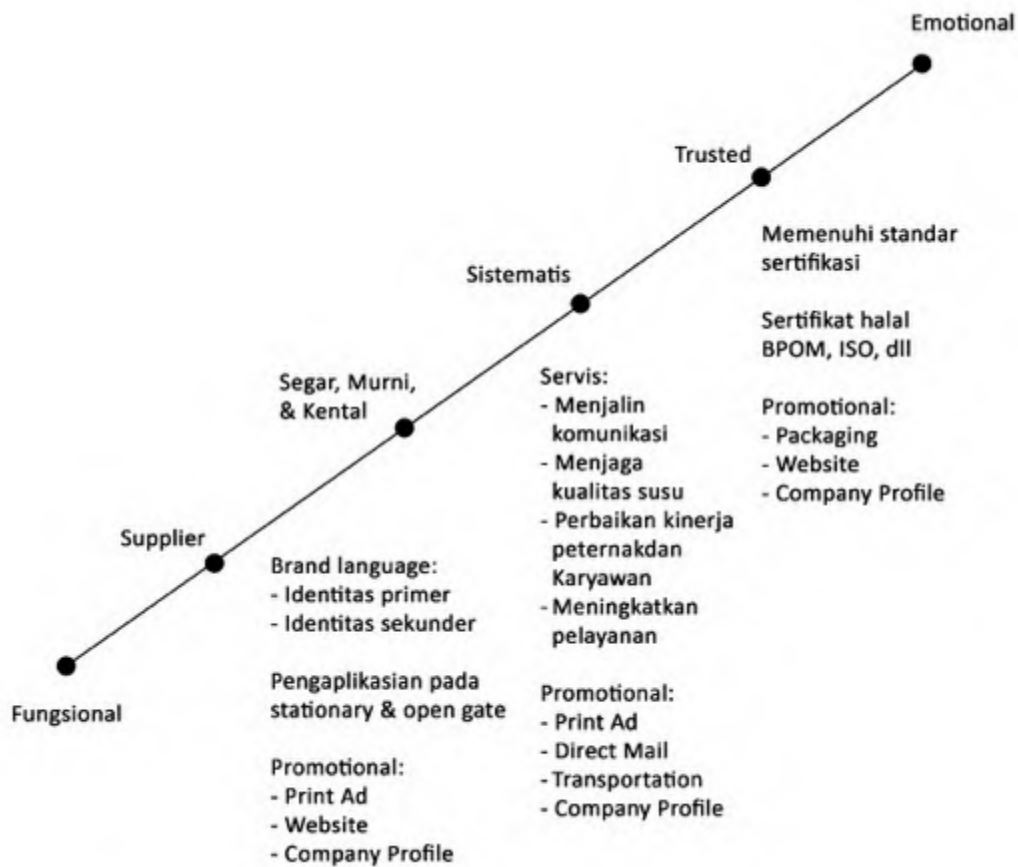 Emotional
Trusted
Memenuhi standar
sertifikasi
Sertifikat halal
BPOM, ISO, dll
Promotional:
- Packaging
- Website
- Company Profile
Sistematis
Servis:
- Menjalin
komunikasi
- Menjaga
kualitas susu
- Perbaikan kinerja
peternakdan
Karyawan
- Meningkatkan
pelayanan
Promotional:
- Print Ad
- Direct Mail
- Transportation
- Company Profile
Segar, Murni,
& Kental
Brand language:
- Identitas primer
- Identitas sekunder
Pengaplikasian pada
stationary & open gate
Promotional:
- Print Ad
- Website
- Company Profile
Supplier
Fungsional